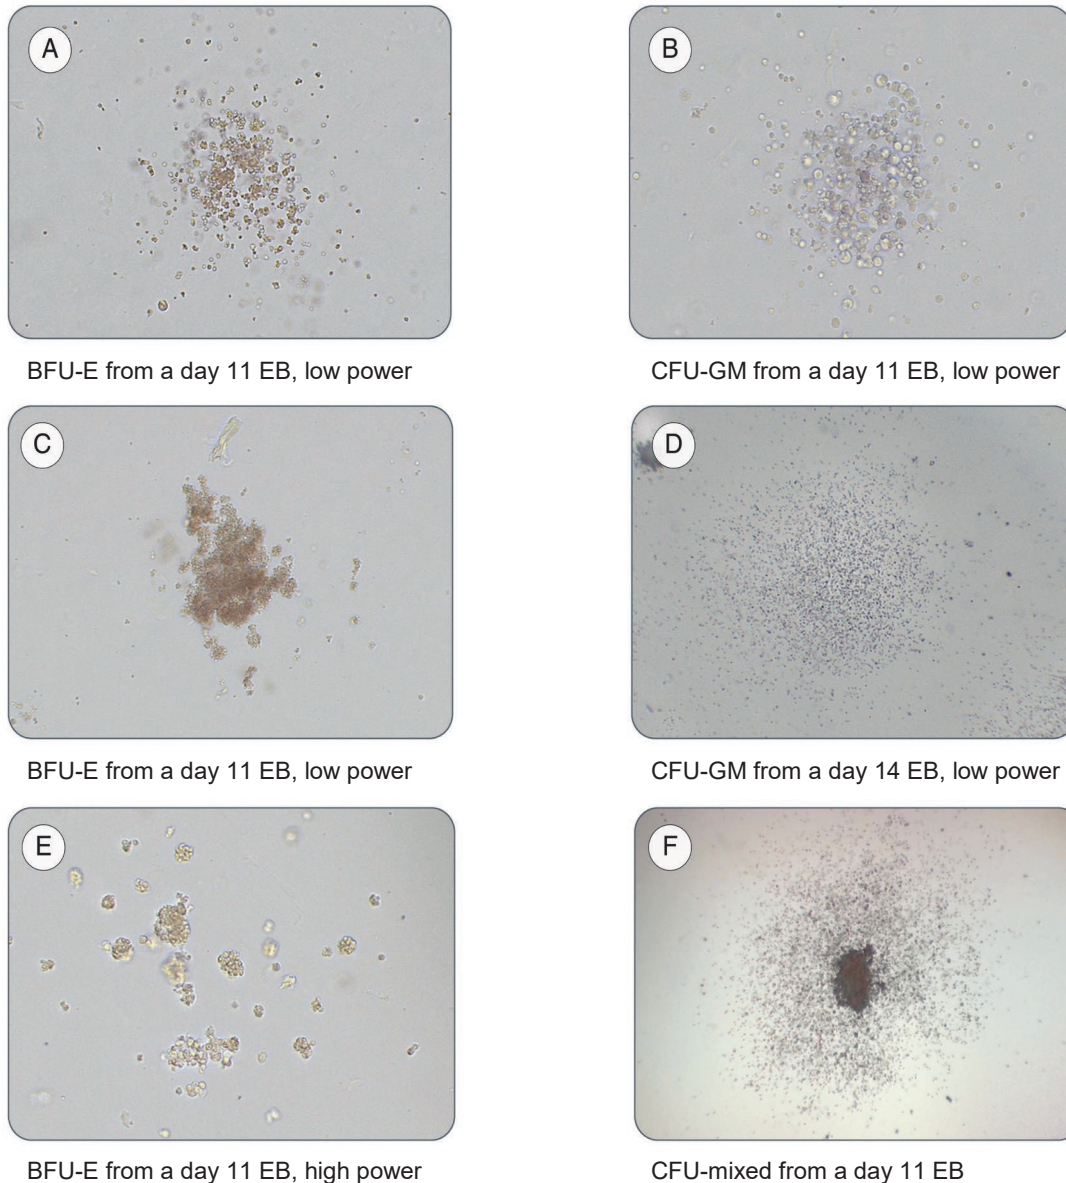 A
B
BFU-E from a day 11 EB, low power
CFU-GM from a day 11 EB, low power
C
D
BFU-E from a day 11 EB, low power
CFU-GM from a day 14 EB, low power
E
F
BFU-E from a day 11 EB, high power
CFU-mixed from a day 11 EB